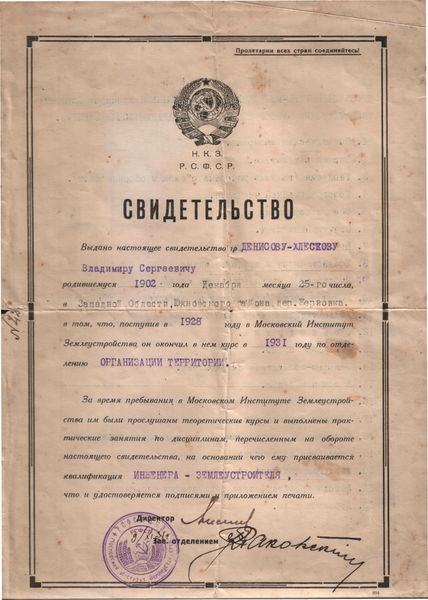 Пролетарии всех стран соединяйтесь!
Н. К. З.
Р. С. Ф. С. Р.
СВИДЕТЕЛЬСТВО
Выдано настоящее свидетельство гр ДЕНИСОВУ-ХЛЕСКОВУ
Владимиру Сергеевичу
родившемуся 1902 года Декабря месяца 25-го числа,
в Западной Области, Юхновского района дер.
в том, что, поступив в 1928 году в Московский Институт
Землеустройства он окончил в нем курс в 1931 году по отде-
лению ОРГАНИЗАЦИИ ТЕРРИТОРИИ.
За время пребывания в Московском Институте Землеустрой-
ства им были прослушаны теоретические курсы и выполнены прак-
тические занятия по дисциплинам, перечисленным на обороте
настоящего свидетельства, на основании чего ему присваивается
квалификация ИНЖЕНЕРА - ЗЕМЛЕУСТРОИТЕЛЯ,
что и удостоверяется подписями и приложением печати.
Директор
Зав. отделением